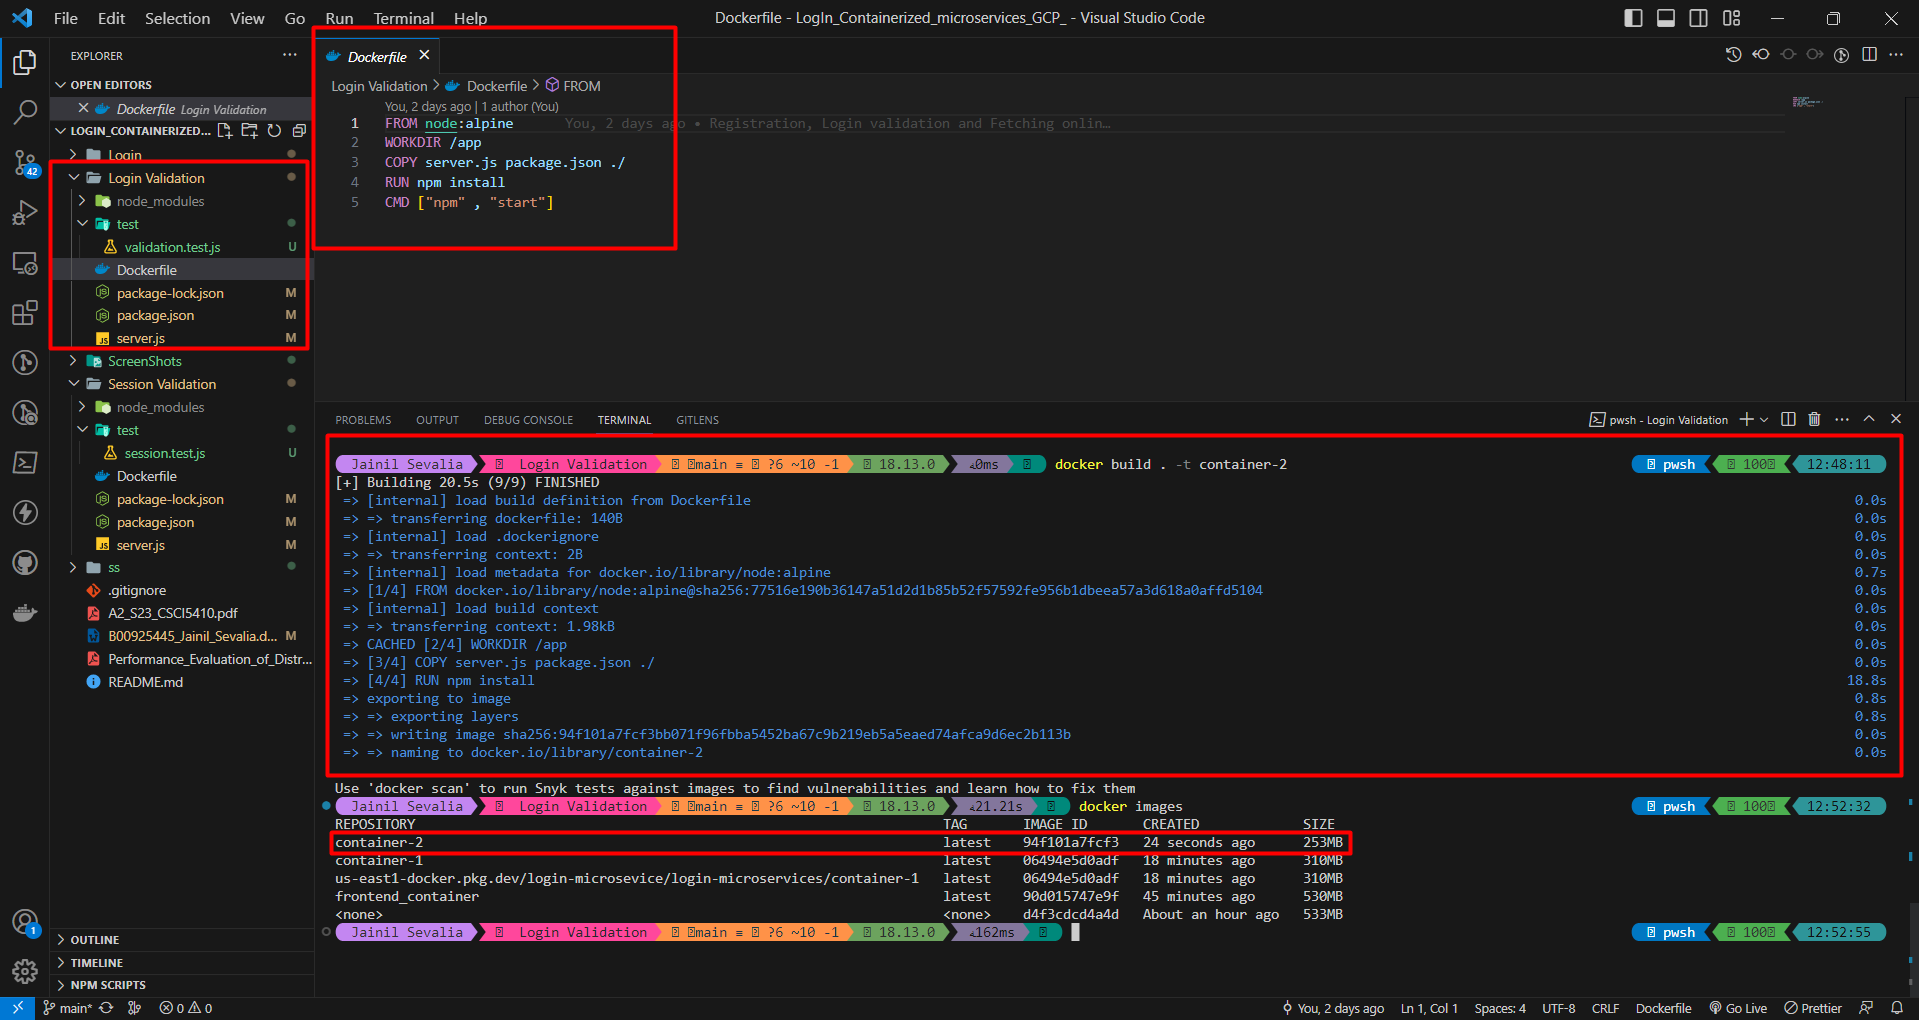 File Edit Selection View Go Run Terminal Help
Dockerfile - LogIn_Containerized_microservices_GCP_ - Visual Studio Code
EXPLORER
OPEN EDITORS
Dockerfile Login Validation
LOGIN_CONTAINERIZED...
Login
Login Validation
node_modules
test
validation.test.js U
Dockerfile
package-lock.json M
package.json M
server.js M
ScreenShots
Session Validation
node_modules
test
session.test.js U
Dockerfile
package-lock.json M
package.json M
server.js M
ss
.gitignore
A2_S23_CSCI5410.pdf
B00925445_Jainil_Sevalia.d... M
Performance_Evaluation_of_Distr...
README.md
OUTLINE
TIMELINE
NPM SCRIPTS
42
1
Dockerfile
Login Validation > Dockerfile > FROM
You, 2 days ago | 1 author (You)
1 FROM node:alpine You, 2 days ago • Registration, Login validation and Fetching onlin…
2 WORKDIR /app
3 COPY server.js package.json ./
4 RUN npm install
5 CMD ["npm" , "start"]
PROBLEMS OUTPUT DEBUG CONSOLE TERMINAL GITLENS
pwsh - Login Validation
Jainil Sevalia Login Validation main ≡ ?6 ~10 -1 18.13.0 0ms docker build . -t container-2 pwsh 100 12:48:11
[+] Building 20.5s (9/9) FINISHED
=> [internal] load build definition from Dockerfile 0.0s
=> => transferring dockerfile: 140B 0.0s
=> [internal] load .dockerignore 0.0s
=> => transferring context: 2B 0.0s
=> [internal] load metadata for docker.io/library/node:alpine 0.7s
=> [1/4] FROM docker.io/library/node:alpine@sha256:77516e190b36147a51d2d1b85b52f57592fe956b1dbeea57a3d618a0affd5104 0.0s
=> [internal] load build context 0.0s
=> => transferring context: 1.98kB 0.0s
=> CACHED [2/4] WORKDIR /app 0.0s
=> [3/4] COPY server.js package.json ./ 0.0s
=> [4/4] RUN npm install 18.8s
=> exporting to image 0.8s
=> => exporting layers 0.8s
=> => writing image sha256:94f101a7fcf3bb071f96fbba5452ba67c9b219eb5a5eaed74afca9d6ec2b113b 0.0s
=> => naming to docker.io/library/container-2 0.0s
Use 'docker scan' to run Snyk tests against images to find vulnerabilities and learn how to fix them
Jainil Sevalia Login Validation main ≡ ?6 ~10 -1 18.13.0 21.21s docker images pwsh 100 12:52:32
REPOSITORY TAG IMAGE ID CREATED SIZE
container-2 latest 94f101a7fcf3 24 seconds ago 253MB
container-1 latest 06494e5d0adf 18 minutes ago 310MB
us-east1-docker.pkg.dev/login-microsevice/login-microservices/container-1 latest 06494e5d0adf 18 minutes ago 310MB
frontend_container latest 90d015747e9f 45 minutes ago 530MB
<none> <none> d4f3cdcd4a4d About an hour ago 533MB
Jainil Sevalia Login Validation main ≡ ?6 ~10 -1 18.13.0 162ms pwsh 100 12:52:55
main* 0 0 You, 2 days ago Ln 1, Col 1 Spaces: 4 UTF-8 CRLF Dockerfile Go Live Prettier